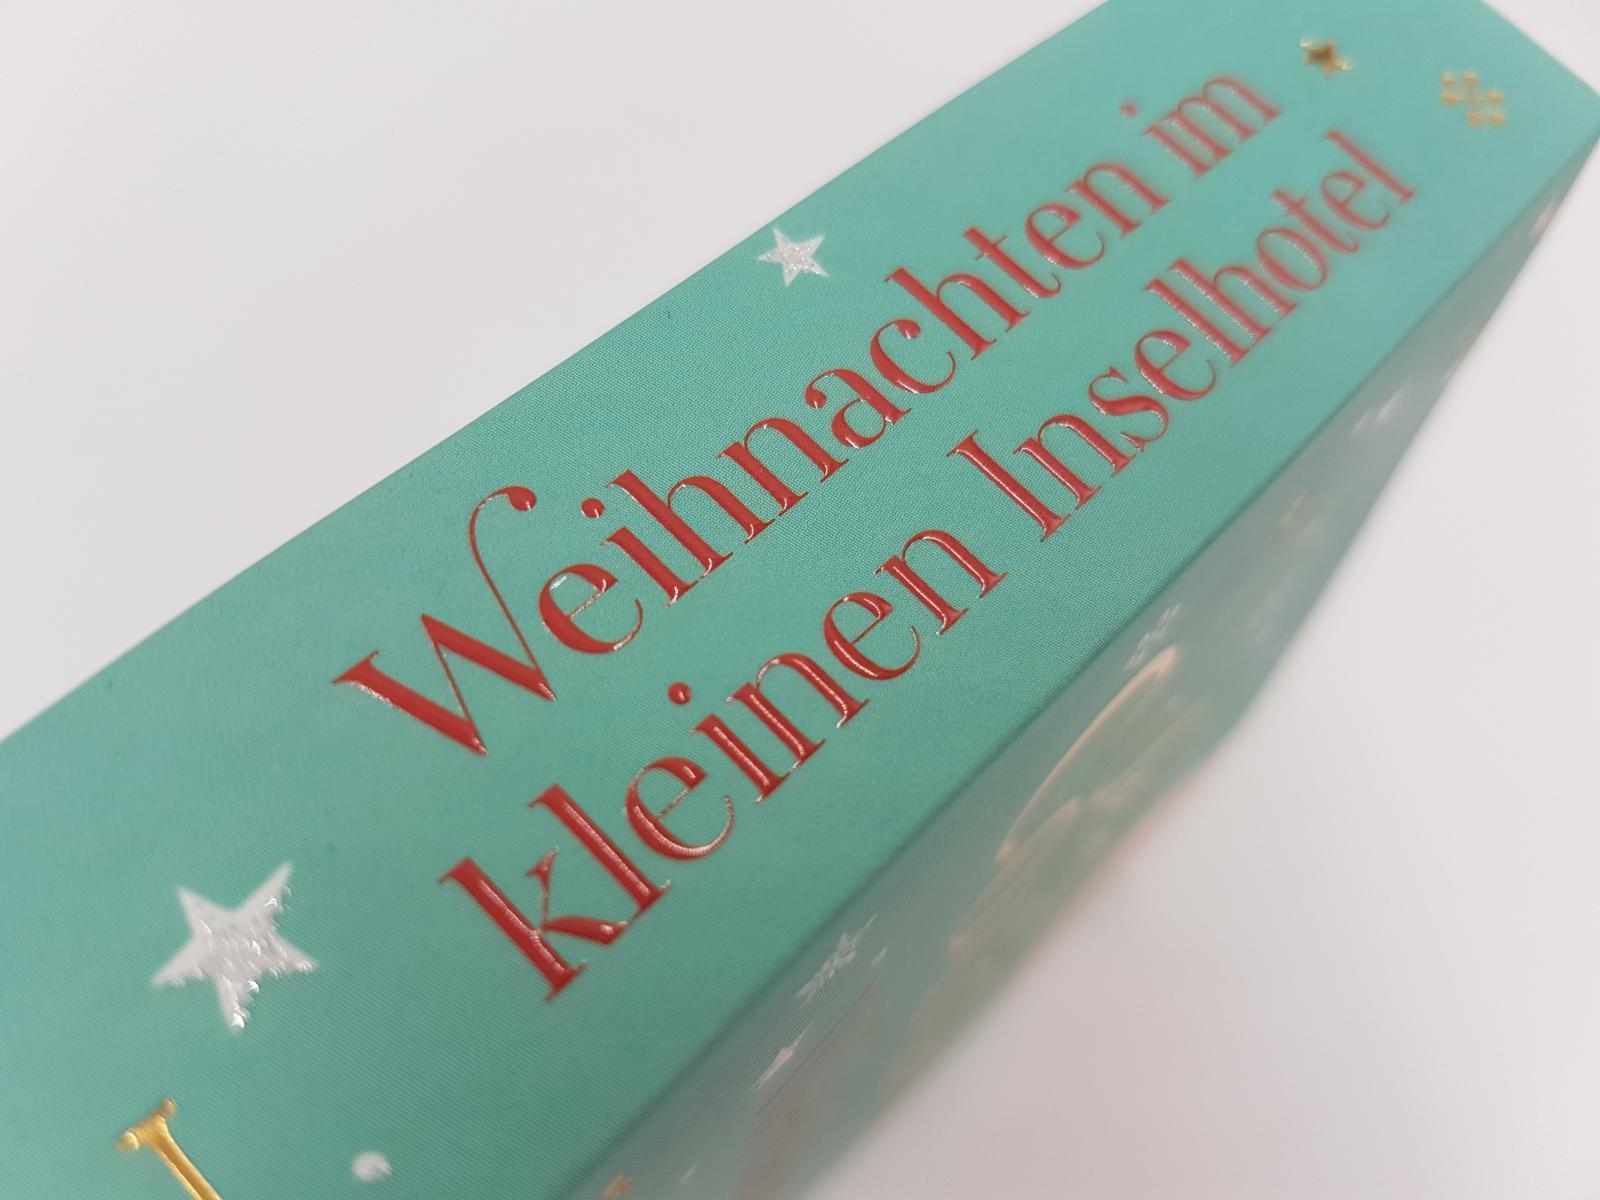 Weihnachten im
kleinen Inselhotel